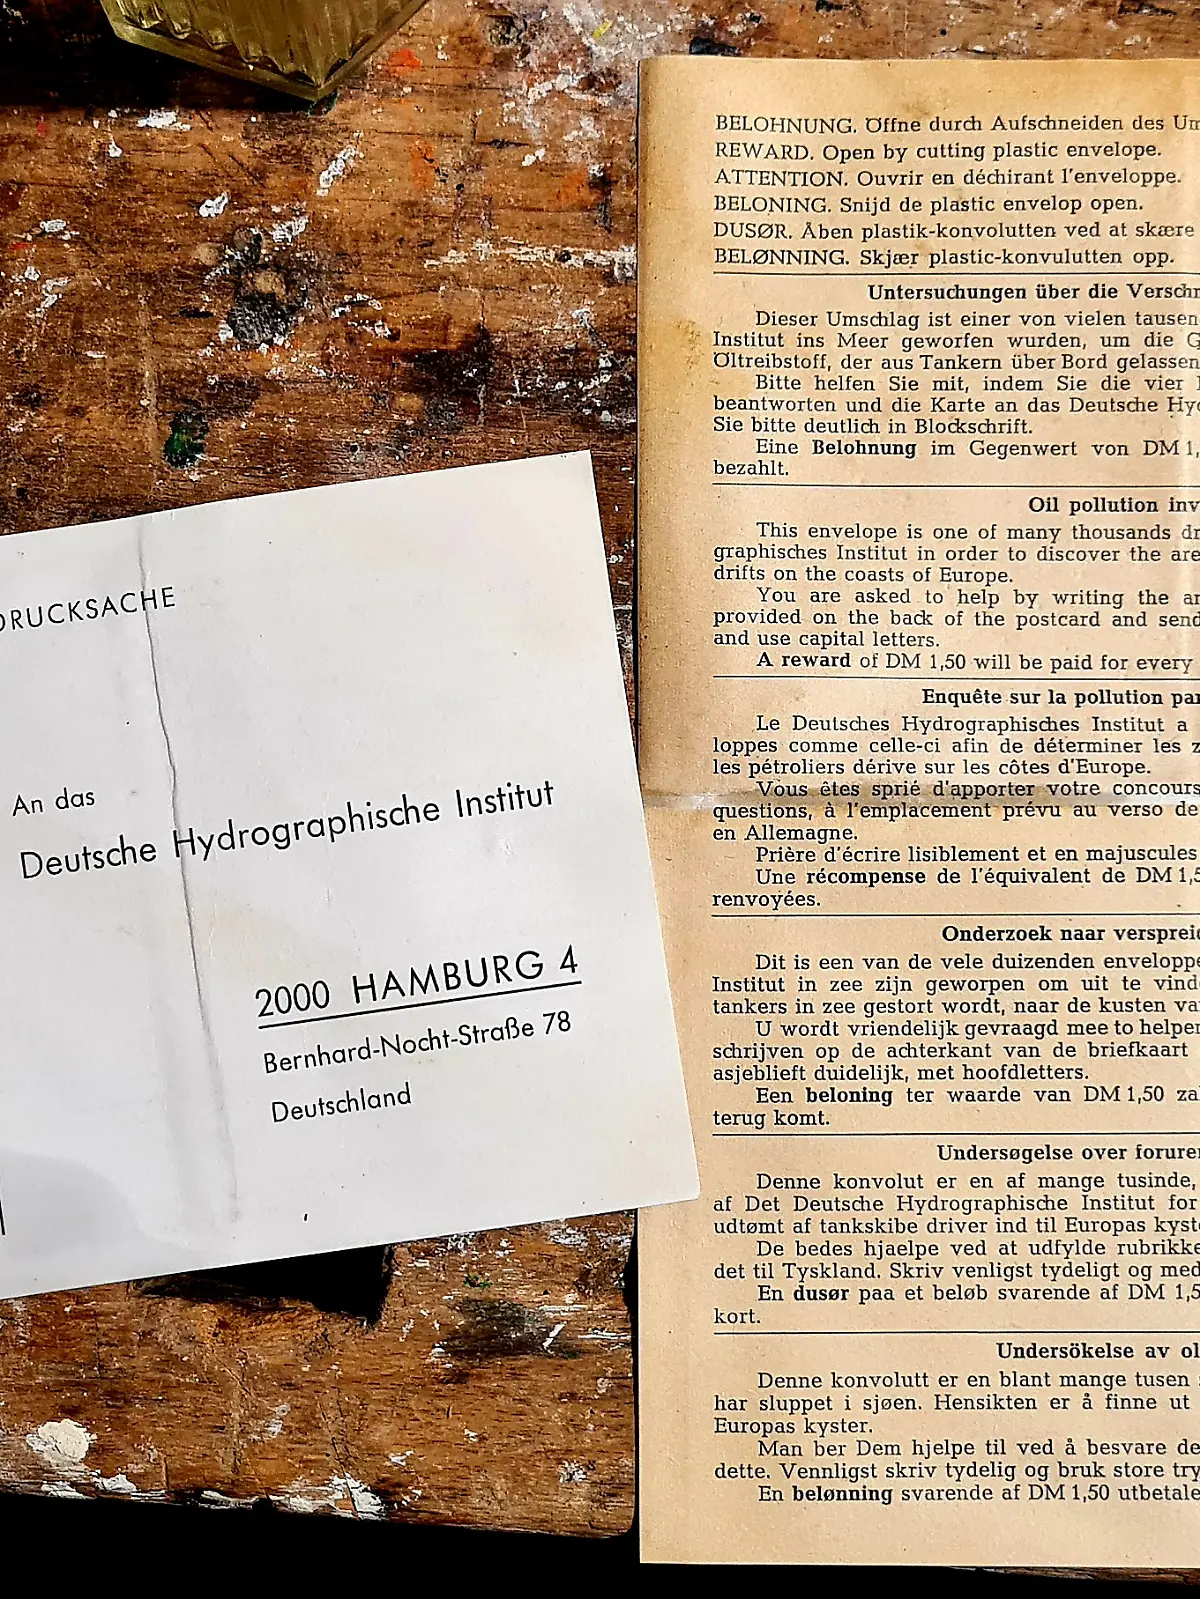 DRUCKSACHE
An das
Deutsche Hydrographische Institut
2000 HAMBURG 4
Bernhard-Nocht-Straße 78
Deutschland
BELOHNUNG. Öffne durch Aufschneiden des
REWARD. Open by cutting plastic envelope.
ATTENTION. Ouvrir en déchirant l'enveloppe.
BELONING. Snijd de plastic envelop open.
DUSØR. Åben plastik-konvolutten ved at skære
BELØNNING. Skjær plastic-konvulutten opp.
Untersuchungen über die
Dieser Umschlag ist einer von vielen
Institut ins Meer geworfen wurden, um die
Öltreibstoff, der aus Tankern über Bord gelassen
Bitte helfen Sie mit, indem Sie die vier
beantworten und die Karte an das Deutsche
Sie bitte deutlich in Blockschrift.
Eine Belohnung im Gegenwert von DM 1,
bezahlt.
Oil pollution
This envelope is one of many thousands
graphisches Institut in order to discover the
drifts on the coasts of Europe.
You are asked to help by writing the
provided on the back of the postcard and send
and use capital letters.
A reward of DM 1,50 will be paid for every
Enquête sur la pollution
Le Deutsches Hydrographisches Institut a
loppes comme celle-ci afin de déterminer les
les pétroliers dérive sur les côtes d'Europe.
Vous êtes sprié d'apporter votre concours
questions, à l'emplacement prévu au verso de
en Allemagne.
Prière d'écrire lisiblement et en majuscules
Une récompense de l'équivalent de DM 1,5
renvoyées.
Onderzoek naar
Dit is een van de vele duizenden
Institut in zee zijn geworpen om uit te
tankers in zee gestort wordt, naar de kusten
U wordt vriendelijk gevraagd mee to helpen
schrijven op de achterkant van de briefkaart
asjeblieft duidelijk, met hoofdletters.
Een beloning ter waarde van DM 1,50
terug komt.
Undersøgelse over
Denne konvolut er en af mange tusinde,
af Det Deutsche Hydrographische Institut for
udtømt af tankskibe driver ind til Europas
De bedes hjaelpe ved at udfylde
det til Tyskland. Skriv venligst tydeligt og med
En dusør paa et beløb svarende af DM 1,5
kort.
Undersökelse av
Denne konvolutt er en blant mange tusen
har sluppet i sjøen. Hensikten er å finne ut
Europas kyster.
Man ber Dem hjelpe til ved å besvare
dette. Vennligst skriv tydelig og bruk store
En belønning svarende af DM 1,50